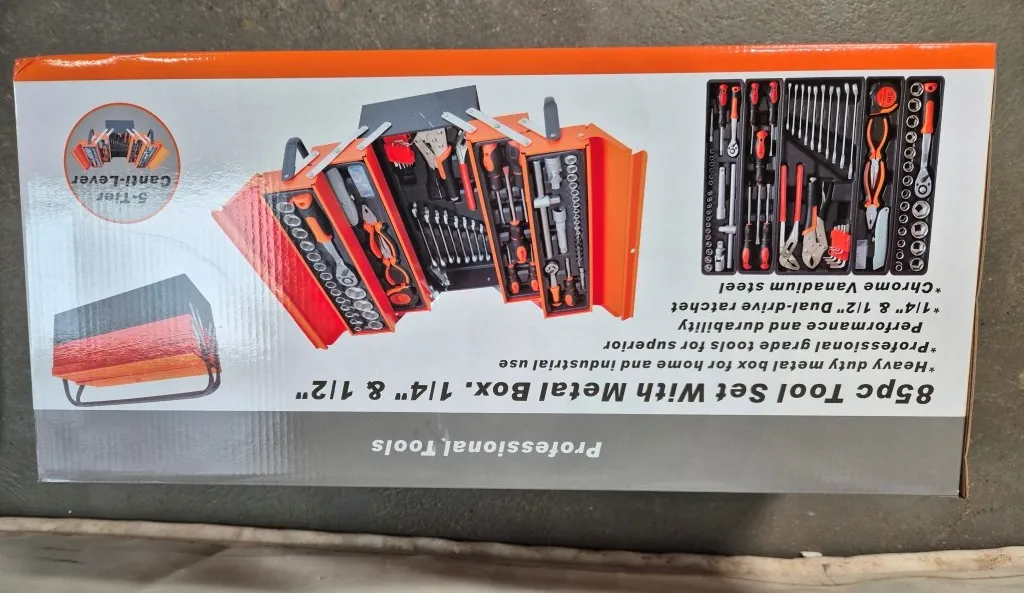 Professional Tools
85pc Tool Set With Metal Box. 1/4" & 1/2"
*Heavy duty metal box for home and industrial use
*Professional grade tools for superior
Performance and durability
*1/4" & 1/2" Dual-drive ratchet
*Chrome Vanadium steel
5-Tier
Canti-Lever